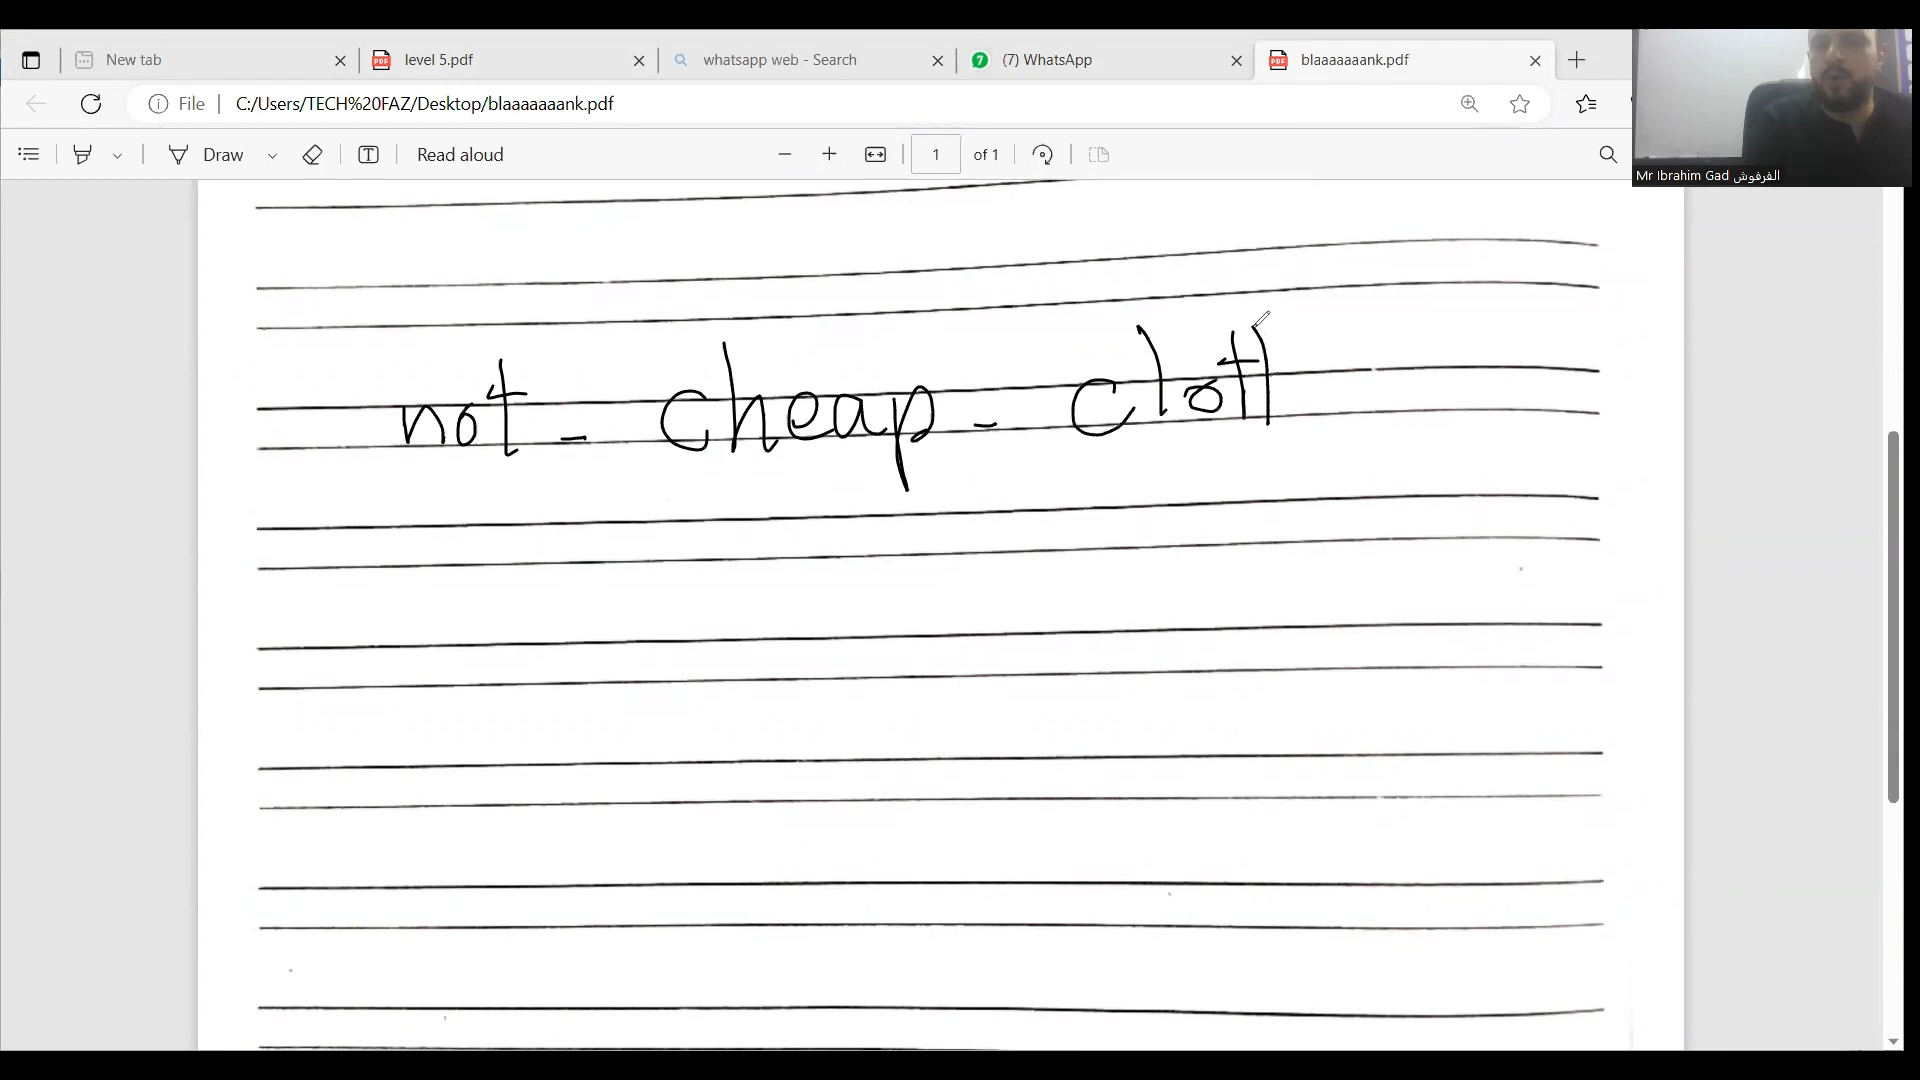 New tab
level 5.pdf
whatsapp web - Search
(7) WhatsApp
blaaaaaaank.pdf
File
C:/Users/TECH%20FAZ/Desktop/blaaaaaaank.pdf
Draw
Read aloud
1 of 1
Mr Ibrahim Gad الفرفوش
not - cheap - clotl